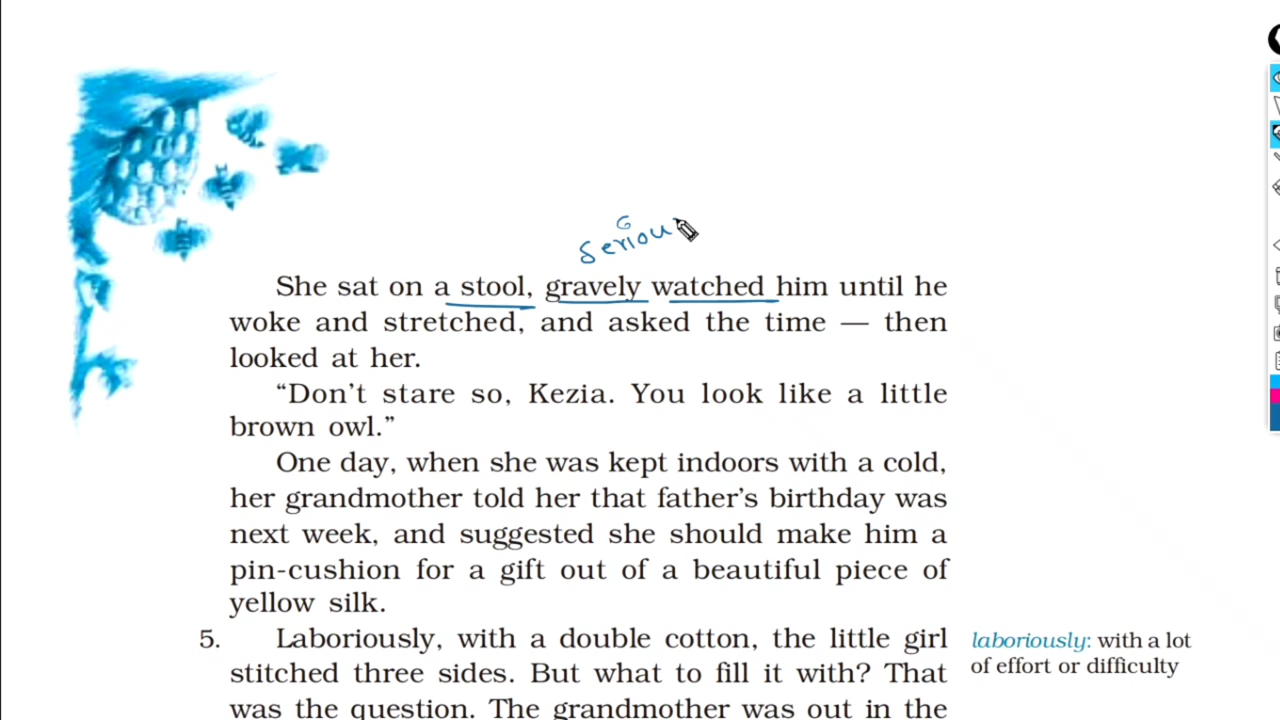 Seriou
She sat on a stool, gravely watched him until he
woke and stretched, and asked the time — then
looked at her.
“Don’t stare so, Kezia. You look like a little
brown owl.”
One day, when she was kept indoors with a cold,
her grandmother told her that father’s birthday was
next week, and suggested she should make him a
pin-cushion for a gift out of a beautiful piece of
yellow silk.
5. Laboriously, with a double cotton, the little girl
stitched three sides. But what to fill it with? That
was the question. The grandmother was out in the
laboriously: with a lot
of effort or difficulty